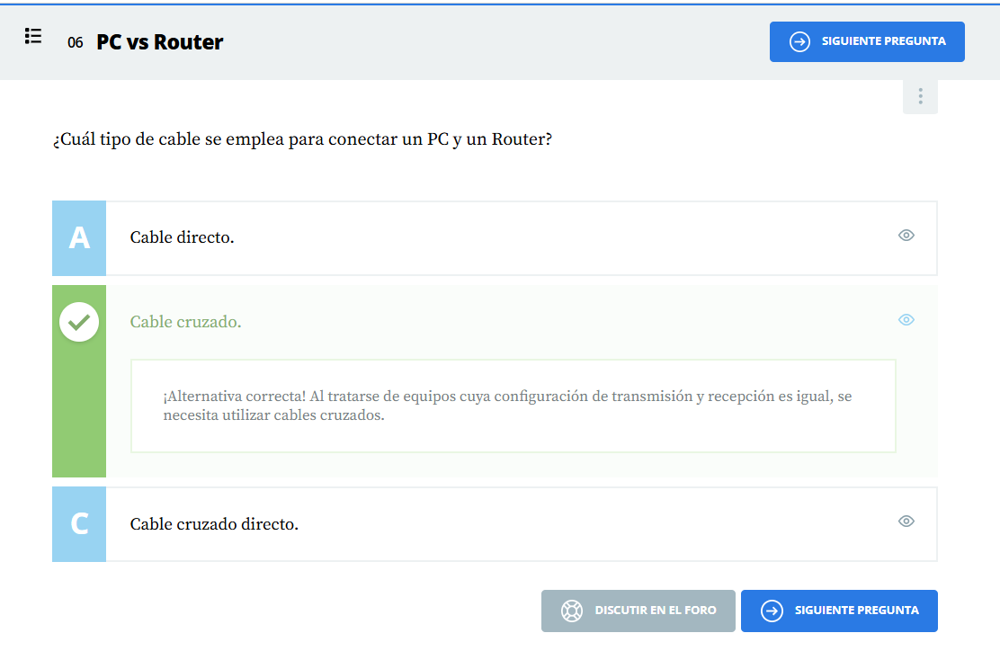 06 PC vs Router
SIGUIENTE PREGUNTA
¿Cuál tipo de cable se emplea para conectar un PC y un Router?
A
Cable directo.
Cable cruzado.
¡Alternativa correcta! Al tratarse de equipos cuya configuración de transmisión y recepción es igual, se
necesita utilizar cables cruzados.
C
Cable cruzado directo.
DISCUTIR EN EL FORO
SIGUIENTE PREGUNTA